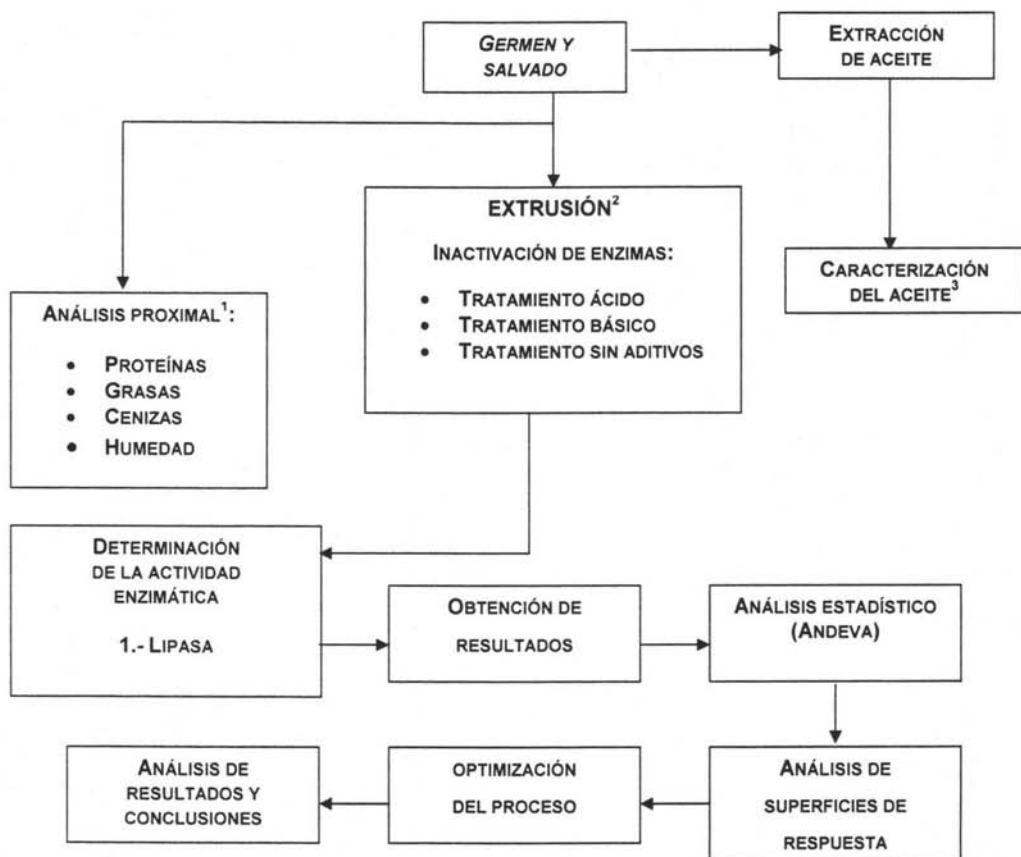 GERMEN Y
SALVADO
EXTRACCIÓN
DE ACEITE
EXTRUSIÓN²
INACTIVACIÓN DE ENZIMAS:
• TRATAMIENTO ÁCIDO
• TRATAMIENTO BÁSICO
• TRATAMIENTO SIN ADITIVOS
CARACTERIZACIÓN
DEL ACEITE³
ANÁLISIS PROXIMAL¹:
• PROTEÍNAS
• GRASAS
• CENIZAS
• HUMEDAD
DETERMINACIÓN
DE LA ACTIVIDAD
ENZIMÁTICA
1.- LIPASA
OBTENCIÓN DE
RESULTADOS
ANÁLISIS ESTADÍSTICO
(ANDEVA)
ANÁLISIS DE
SUPERFICIES DE
RESPUESTA
OPTIMIZACIÓN
DEL PROCESO
ANÁLISIS DE
RESULTADOS Y
CONCLUSIONES